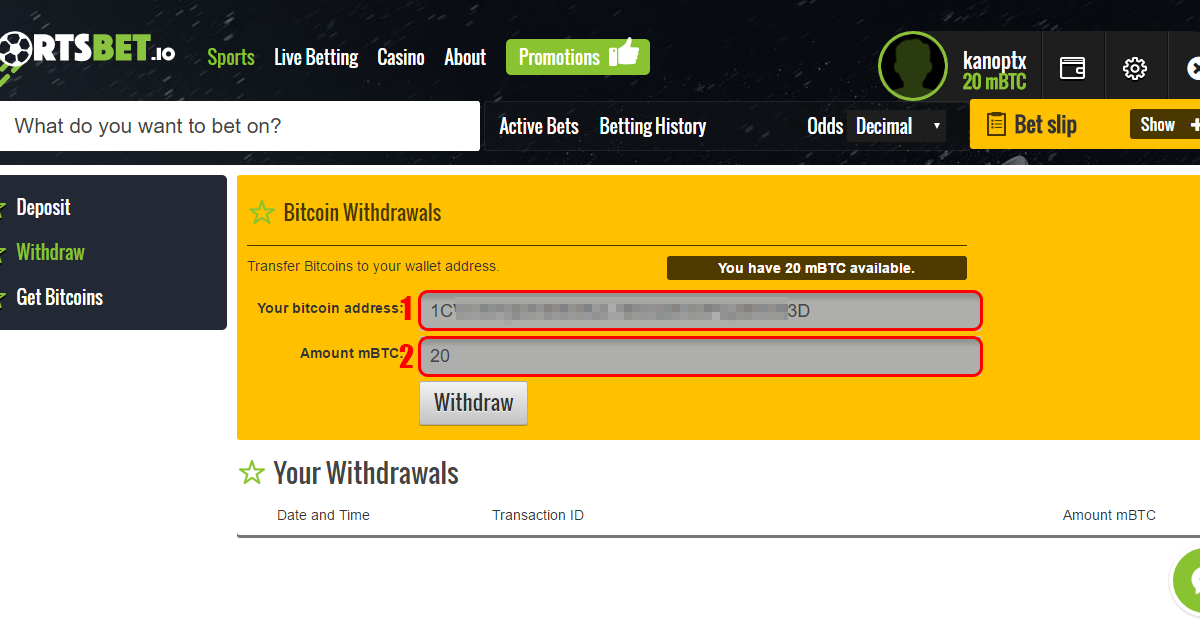 RTSBET.IO
Sports Live Betting Casino About Promotions
kanoptx
20 mBTC
What do you want to bet on?
Active Bets Betting History Odds Decimal
Bet slip Show +
Deposit
Withdraw
Get Bitcoins
Bitcoin Withdrawals
Transfer Bitcoins to your wallet address.
You have 20 mBTC available.
Your bitcoin address: 1 1C 3D
Amount mBTC: 2 20
Withdraw
Your Withdrawals
Date and Time Transaction ID Amount mBTC